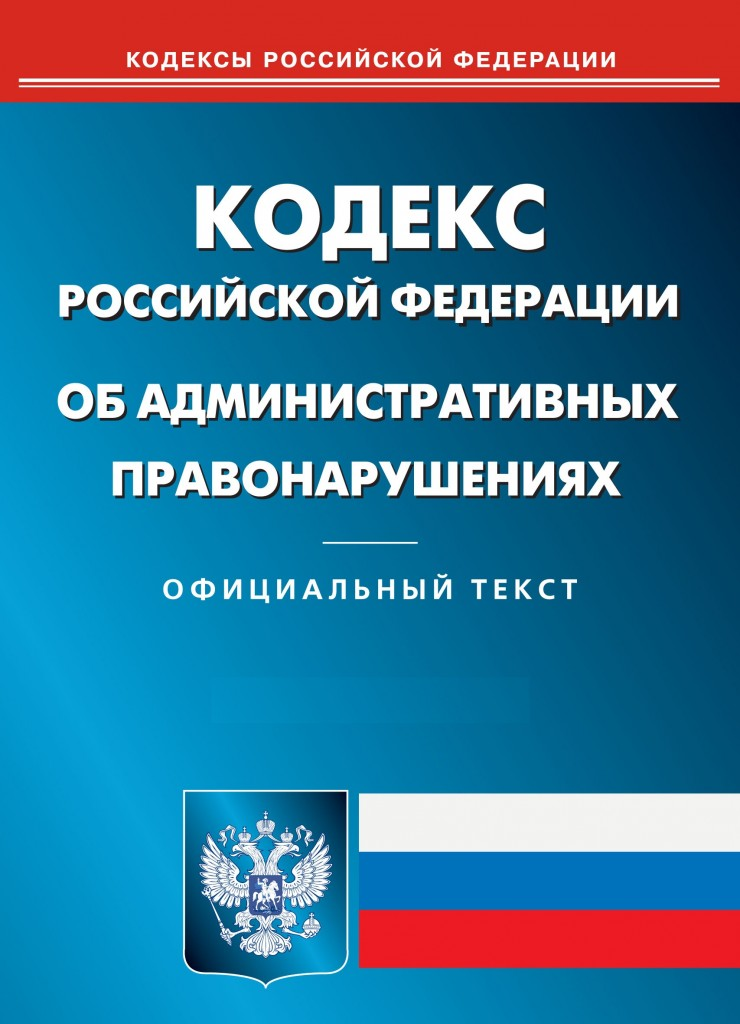 КОДЕКСЫ РОССИЙСКОЙ ФЕДЕРАЦИИ
КОДЕКС
РОССИЙСКОЙ ФЕДЕРАЦИИ
ОБ АДМИНИСТРАТИВНЫХ
ПРАВОНАРУШЕНИЯХ
ОФИЦИАЛЬНЫЙ ТЕКСТ